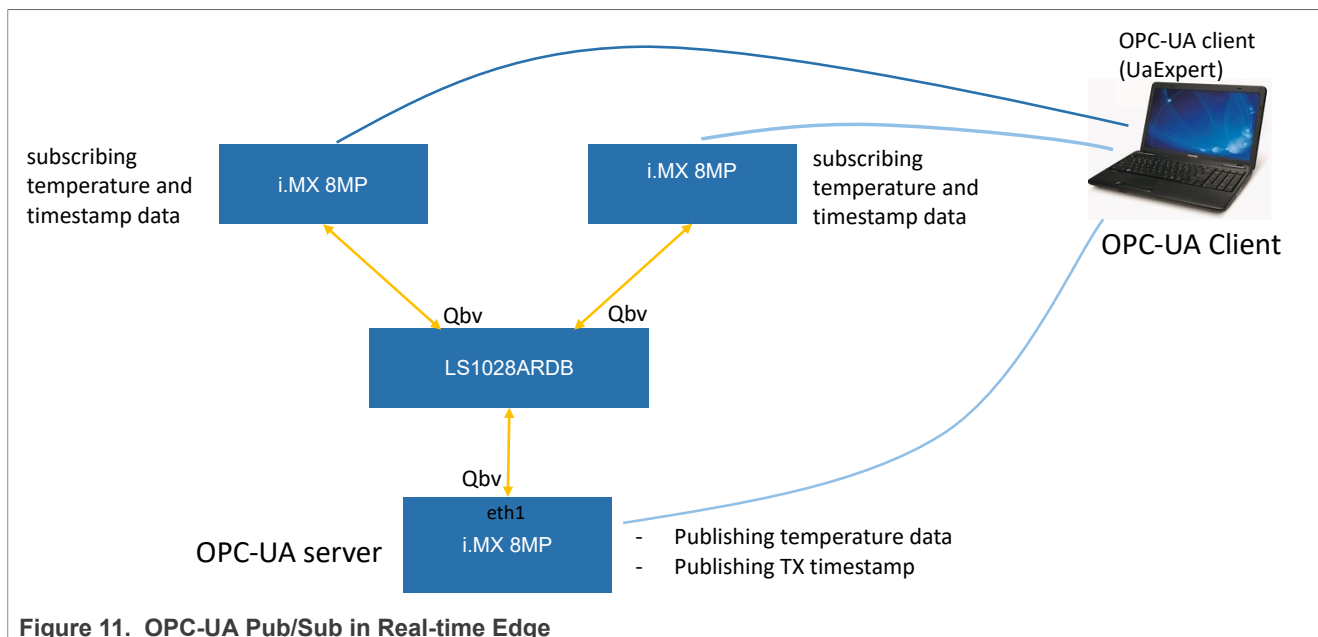 OPC-UA client
(UaExpert)
subscribing
temperature and
timestamp data
i.MX 8MP
i.MX 8MP
subscribing
temperature and
timestamp data
OPC-UA Client
Qbv
Qbv
LS1028ARDB
Qbv
eth1
OPC-UA server
i.MX 8MP
- Publishing temperature data
- Publishing TX timestamp
Figure 11. OPC-UA Pub/Sub in Real-time Edge